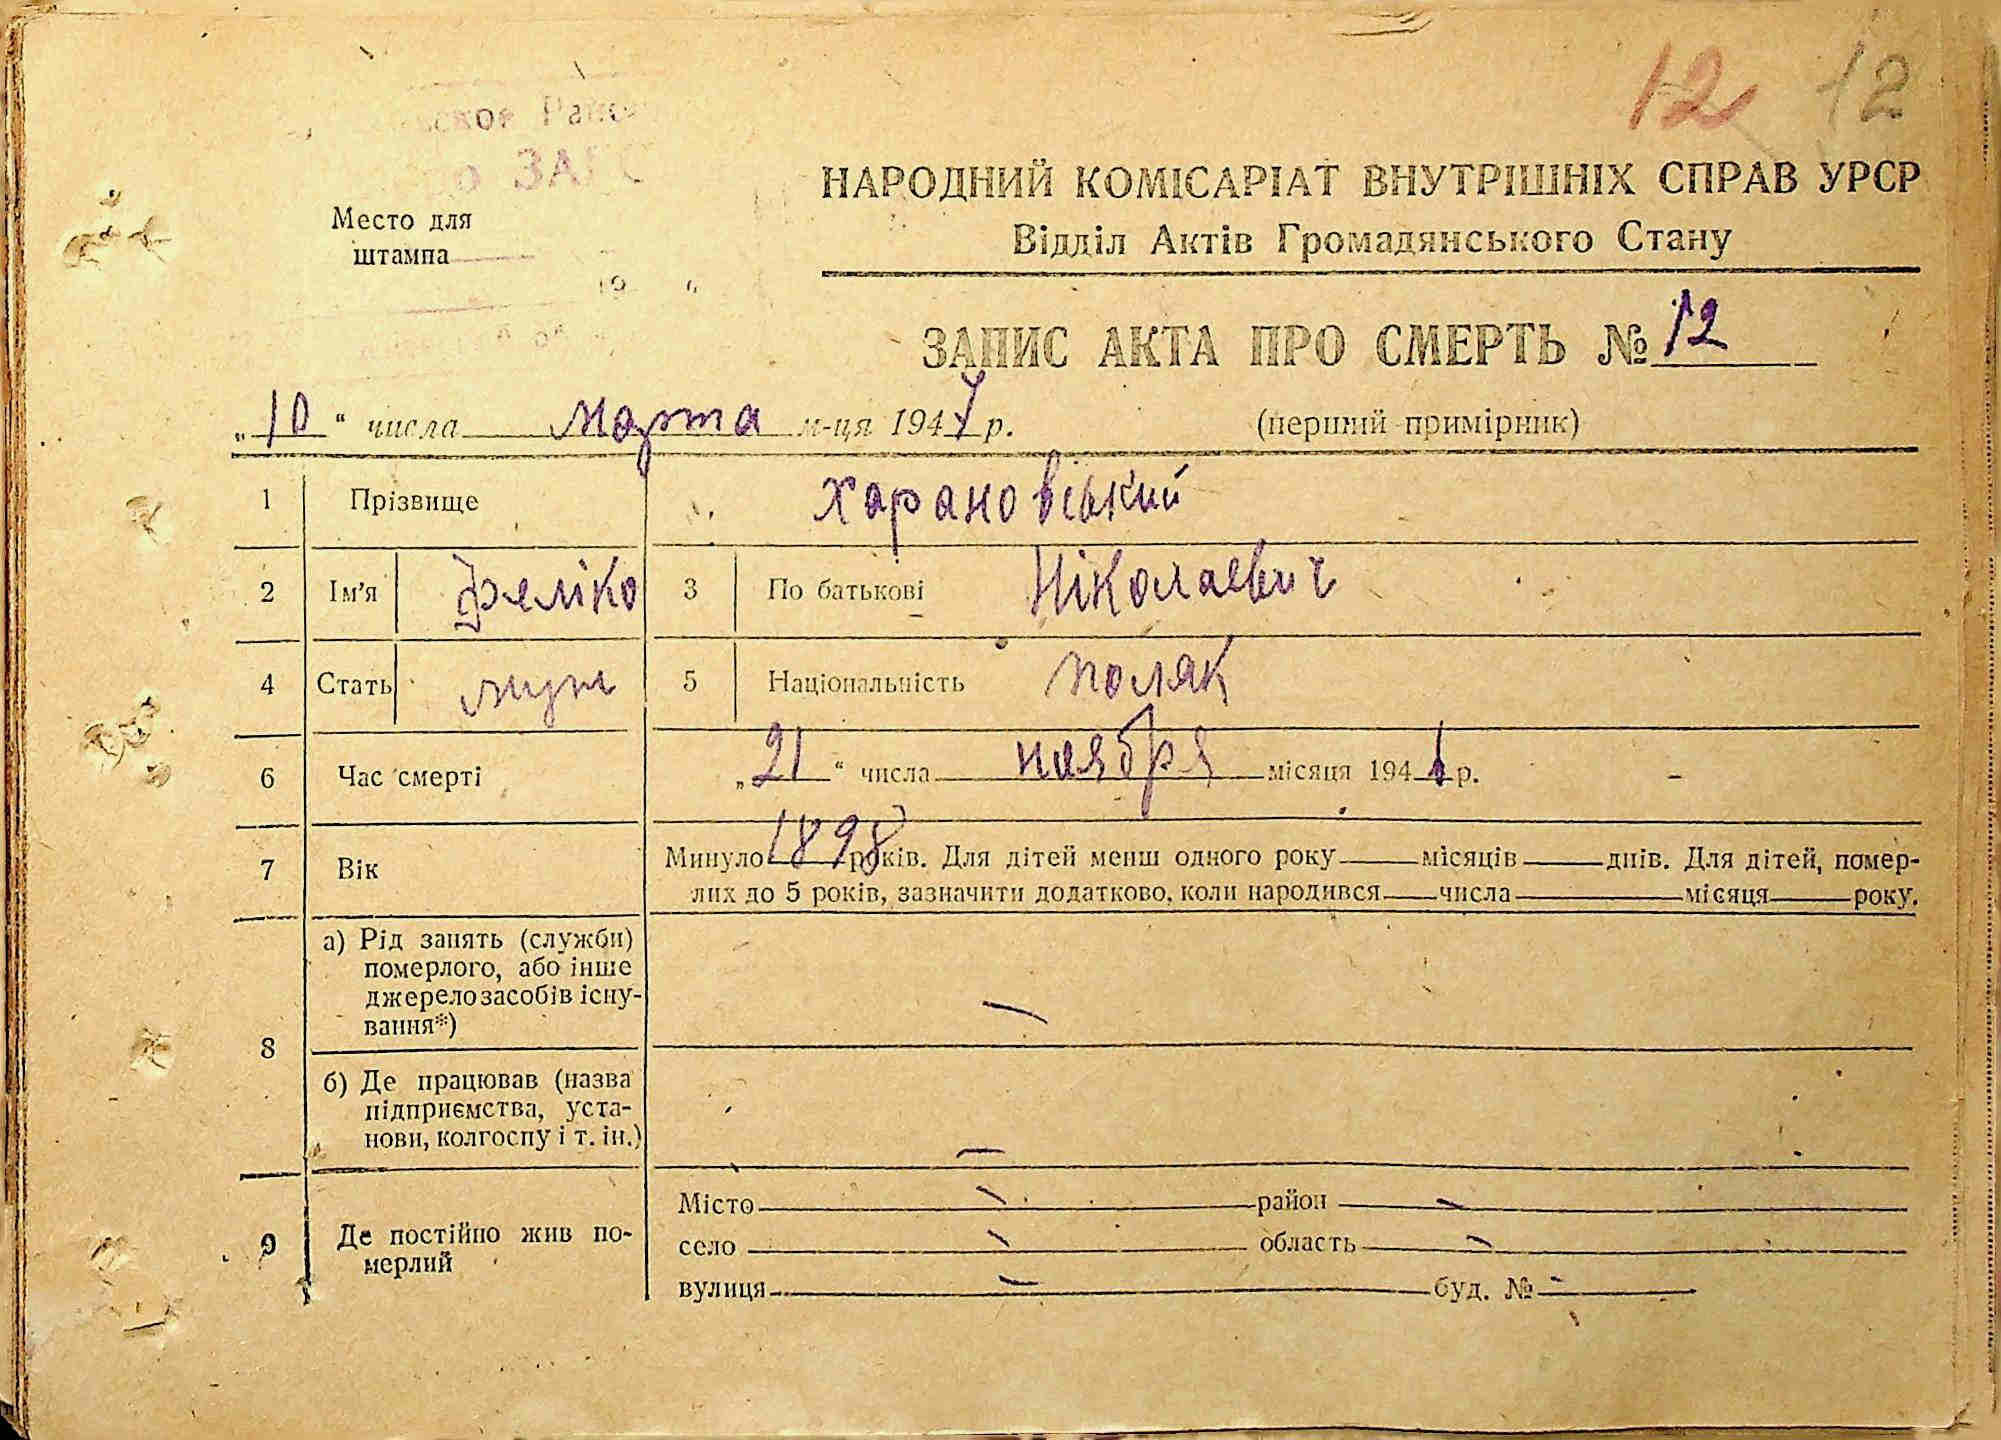 12 12
ЗАГС
НАРОДНИЙ КОМІСАРІАТ ВНУТРІШНІХ СПРАВ УРСР
Відділ Актів Громадянського Стану
Место для
штампа
ЗАПИС АКТА ПРО СМЕРТЬ № 12
„10“ числа марта м-ця 1947 р. (перший примірник)
1 Прізвище Харановіький
2 Ім'я Феліко 3 По батькові Ніколаевич
4 Стать муж 5 Національність поляк
6 Час смерті „21“ числа ноября місяця 1941 р.
7 Вік Минуло 1898 років. Для дітей менш одного року — місяців — днів. Для дітей, помер-
лих до 5 років, зазначити додатково, коли народився — числа — місяця — року.
8 а) Рід занять (служби)
померлого, або інше
джерело засобів існу-
вання*) —
б) Де працював (назва
підприємства, уста-
нови, колгоспу і т. ін.) —
9 Де постійно жив по-
мерлий
Місто — район —
село — область —
вулиця — буд. № -